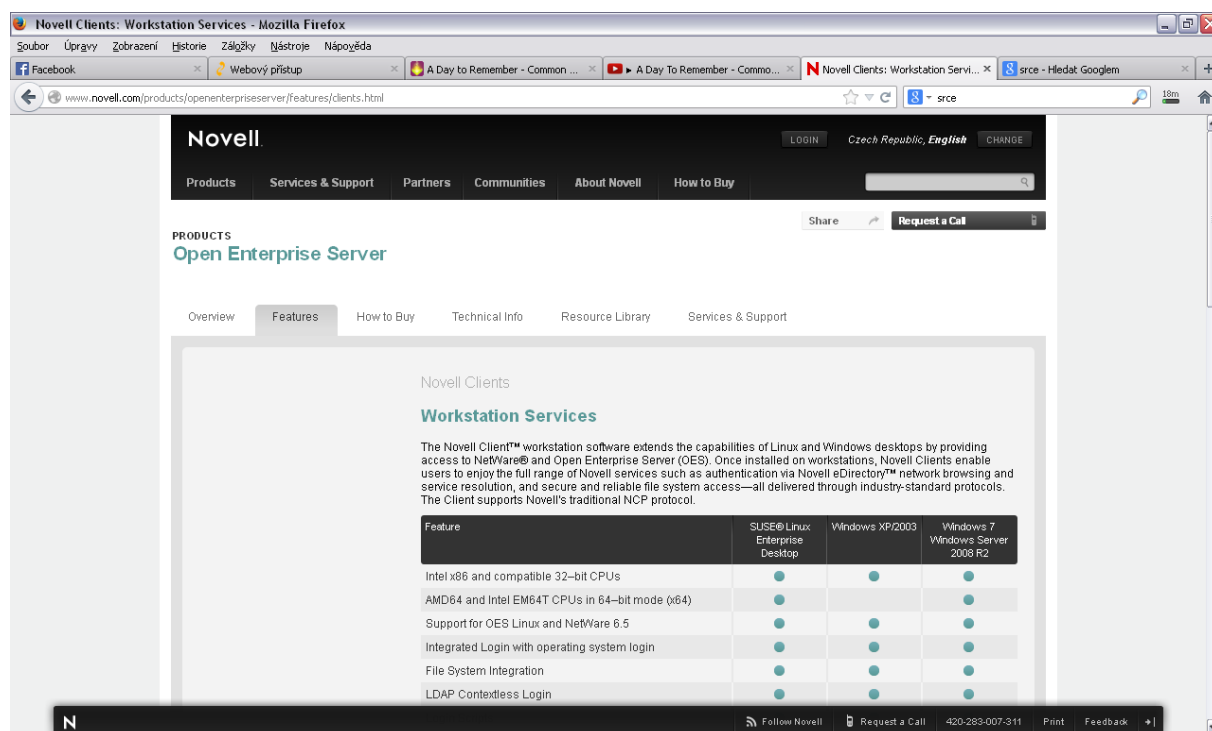 Novell Clients: Workstation Services - Mozilla Firefox
Soubor Úpravy Zobrazení Historie Záložky Nástroje Nápověda
Facebook Webový přístup A Day to Remember - Common ... ► A Day To Remember - Commo... Novell Clients: Workstation Servi... srce - Hledat Googlem
www.novell.com/products/openenterpriseserver/features/clients.html srce 18m
Novell LOGIN Czech Republic, English CHANGE
Products Services & Support Partners Communities About Novell How to Buy
Share Request a Call
PRODUCTS
Open Enterprise Server
Overview Features How to Buy Technical Info Resource Library Services & Support
Novell Clients
Workstation Services
The Novell Client™ workstation software extends the capabilities of Linux and Windows desktops by providing
access to NetWare® and Open Enterprise Server (OES). Once installed on workstations, Novell Clients enable
users to enjoy the full range of Novell services such as authentication via Novell eDirectory™ network browsing and
service resolution, and secure and reliable file system access—all delivered through industry-standard protocols.
The Client supports Novell's traditional NCP protocol.
Feature SUSE® Linux Windows XP/2003 Windows 7
Enterprise Windows Server
Desktop 2008 R2
Intel x86 and compatible 32–bit CPUs
AMD64 and Intel EM64T CPUs in 64–bit mode (x64)
Support for OES Linux and NetWare 6.5
Integrated Login with operating system login
File System Integration
LDAP Contextless Login
N Follow Novell Request a Call 420-283-007-311 Print Feedback